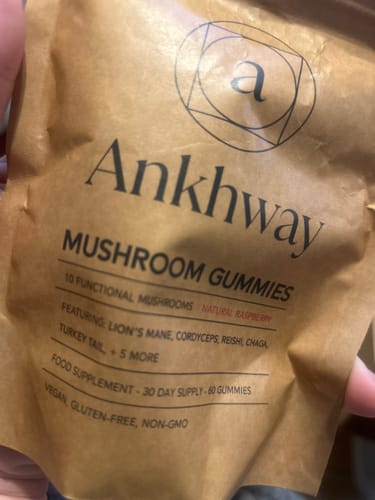 a
Ankhway
MUSHROOM GUMMIES
10 FUNCTIONAL MUSHROOMS NATURAL RASPBERRY
FEATURING: LION'S MANE, CORDYCEPS, REISHI, CHAGA,
TURKEY TAIL, + 5 MORE
FOOD SUPPLEMENT - 30 DAY SUPPLY - 60 GUMMIES
VEGAN, GLUTEN-FREE, NON-GMO